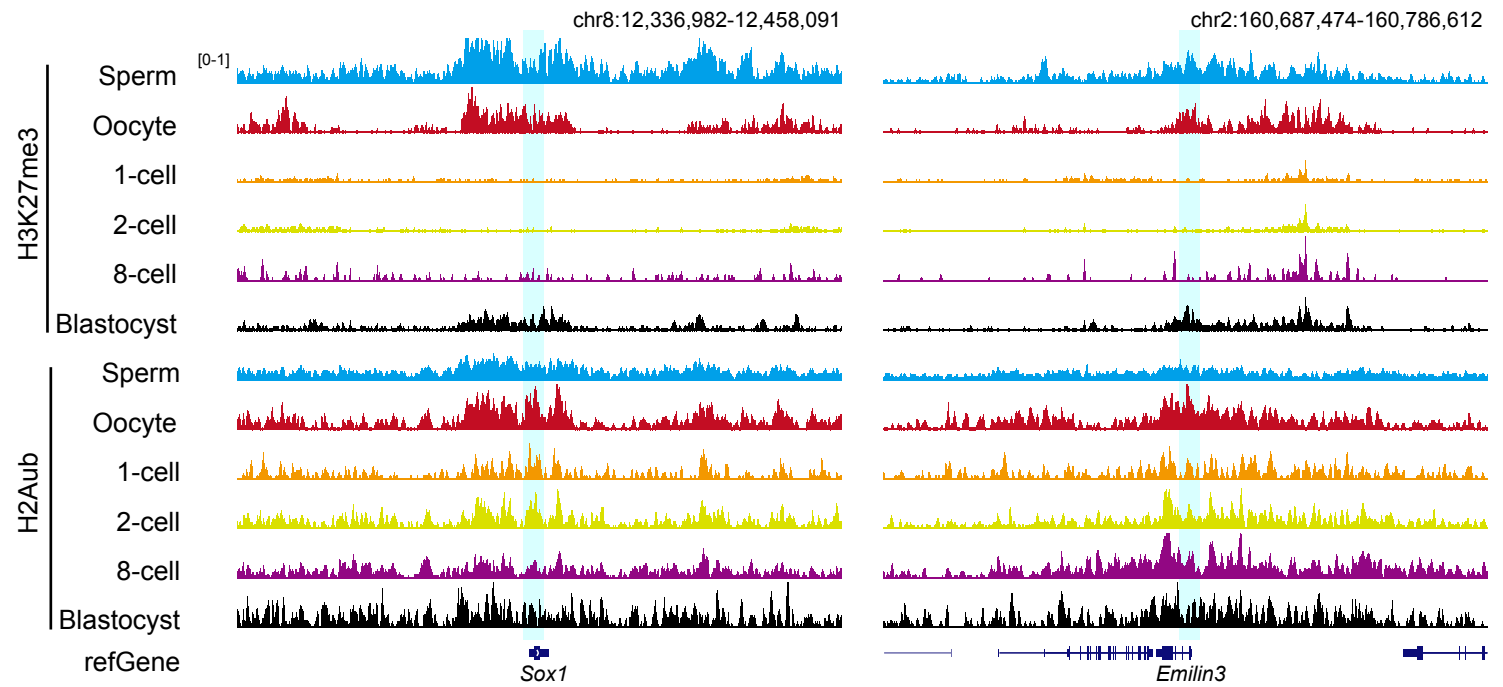 chr8:12,336,982-12,458,091 chr2:160,687,474-160,786,612
[0-1]
H3K27me3
Sperm
Oocyte
1-cell
2-cell
8-cell
Blastocyst
H2Aub
Sperm
Oocyte
1-cell
2-cell
8-cell
Blastocyst
refGene
Sox1 Emilin3